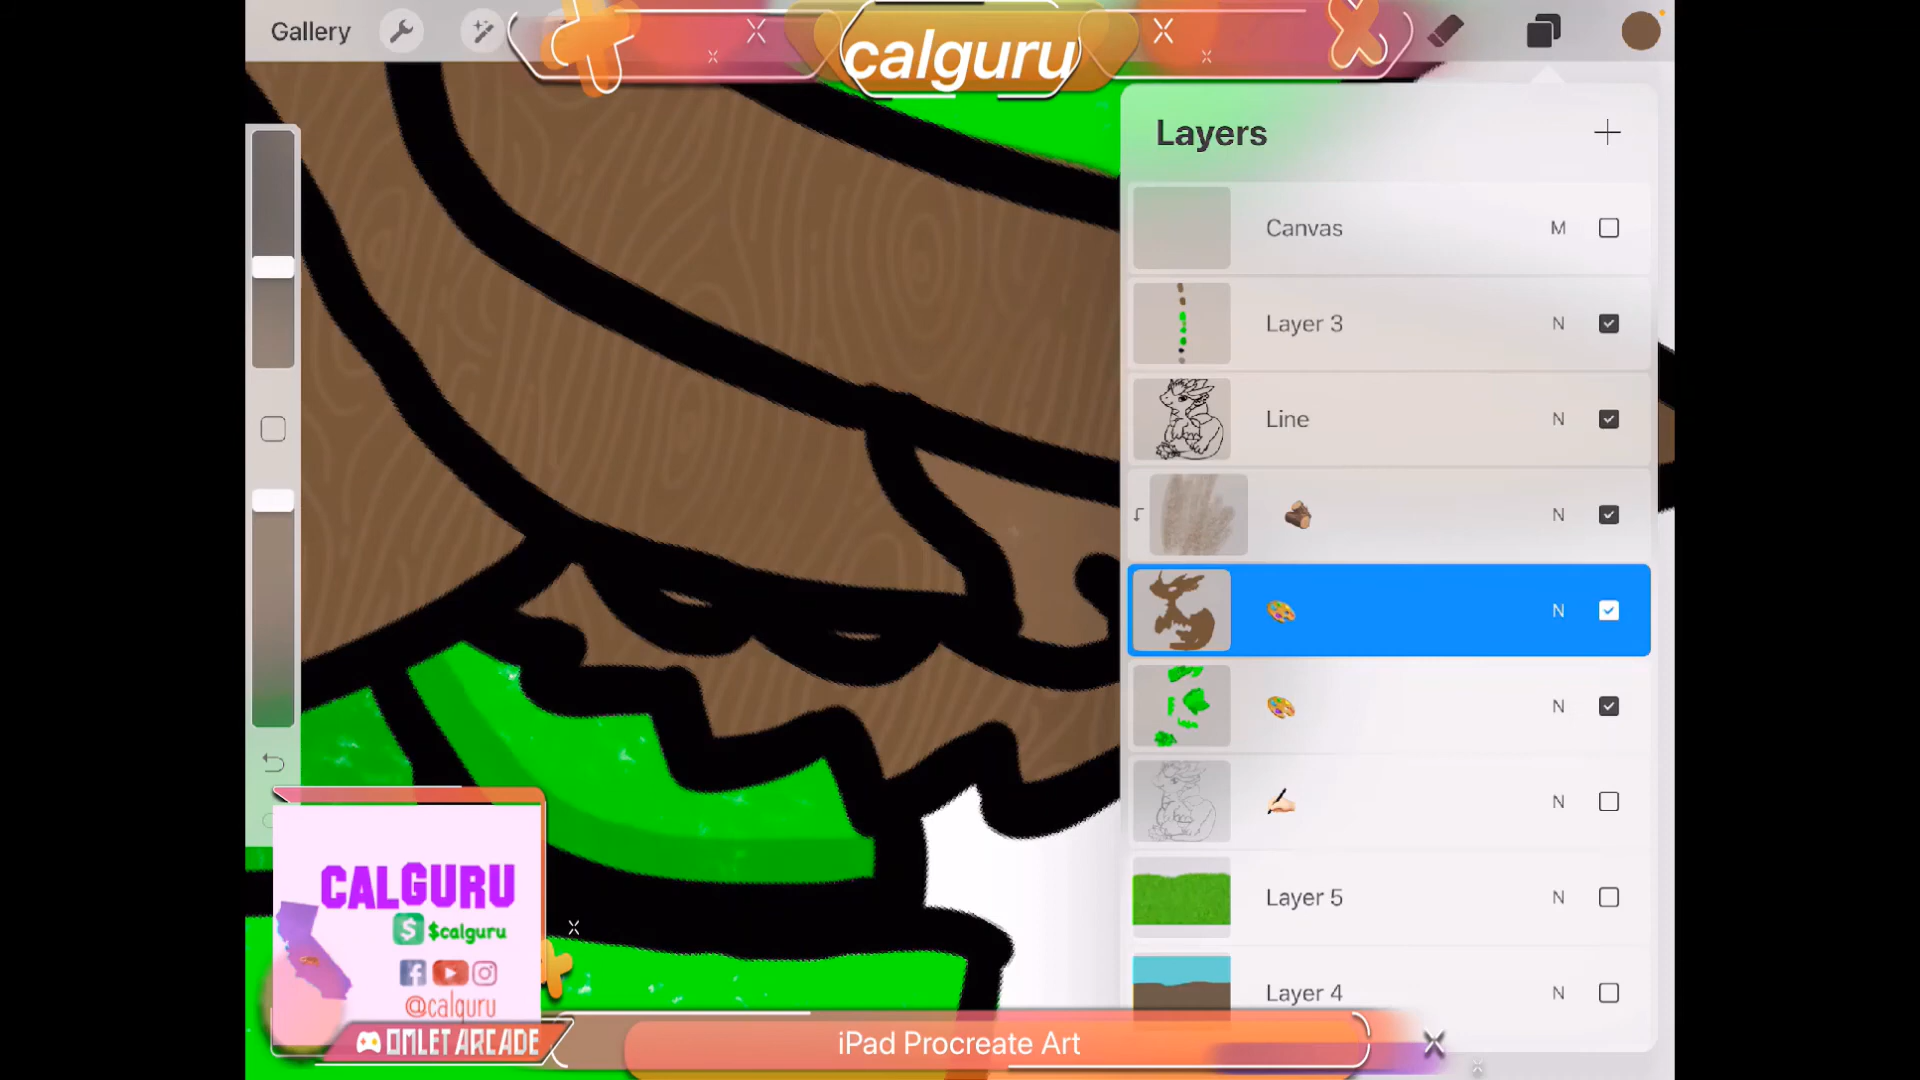 Gallery
calguru
Layers
Canvas M
Layer 3 N
Line N
N
N
N
N
Layer 5 N
Layer 4 N
CALGURU
$ $calguru
@calguru
OMLET ARCADE
iPad Procreate Art